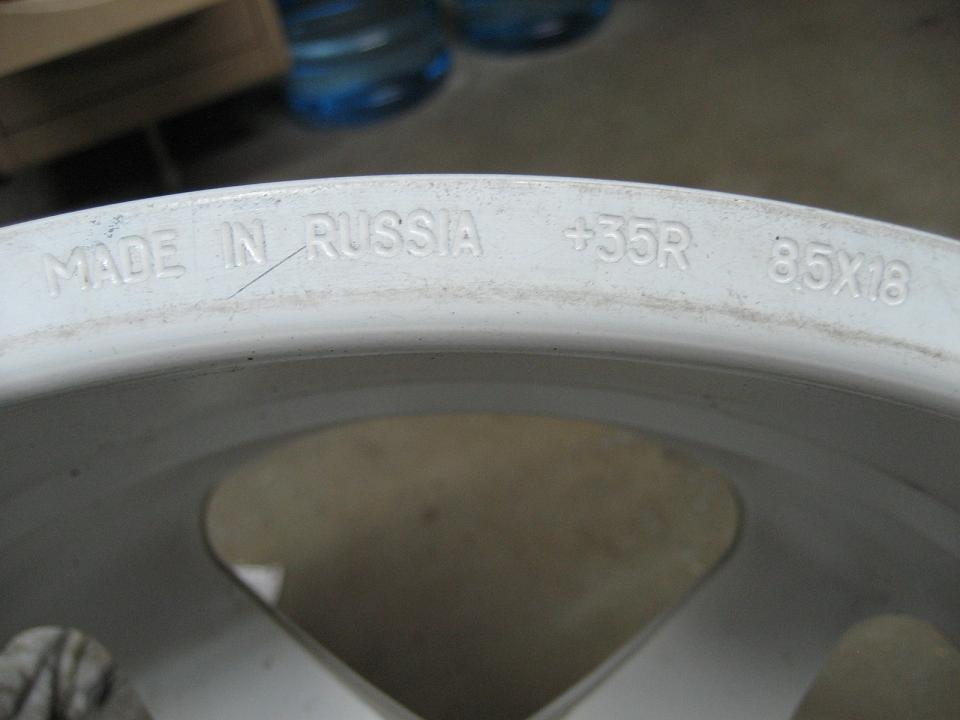 MADE IN RUSSIA +35R 8.5X18